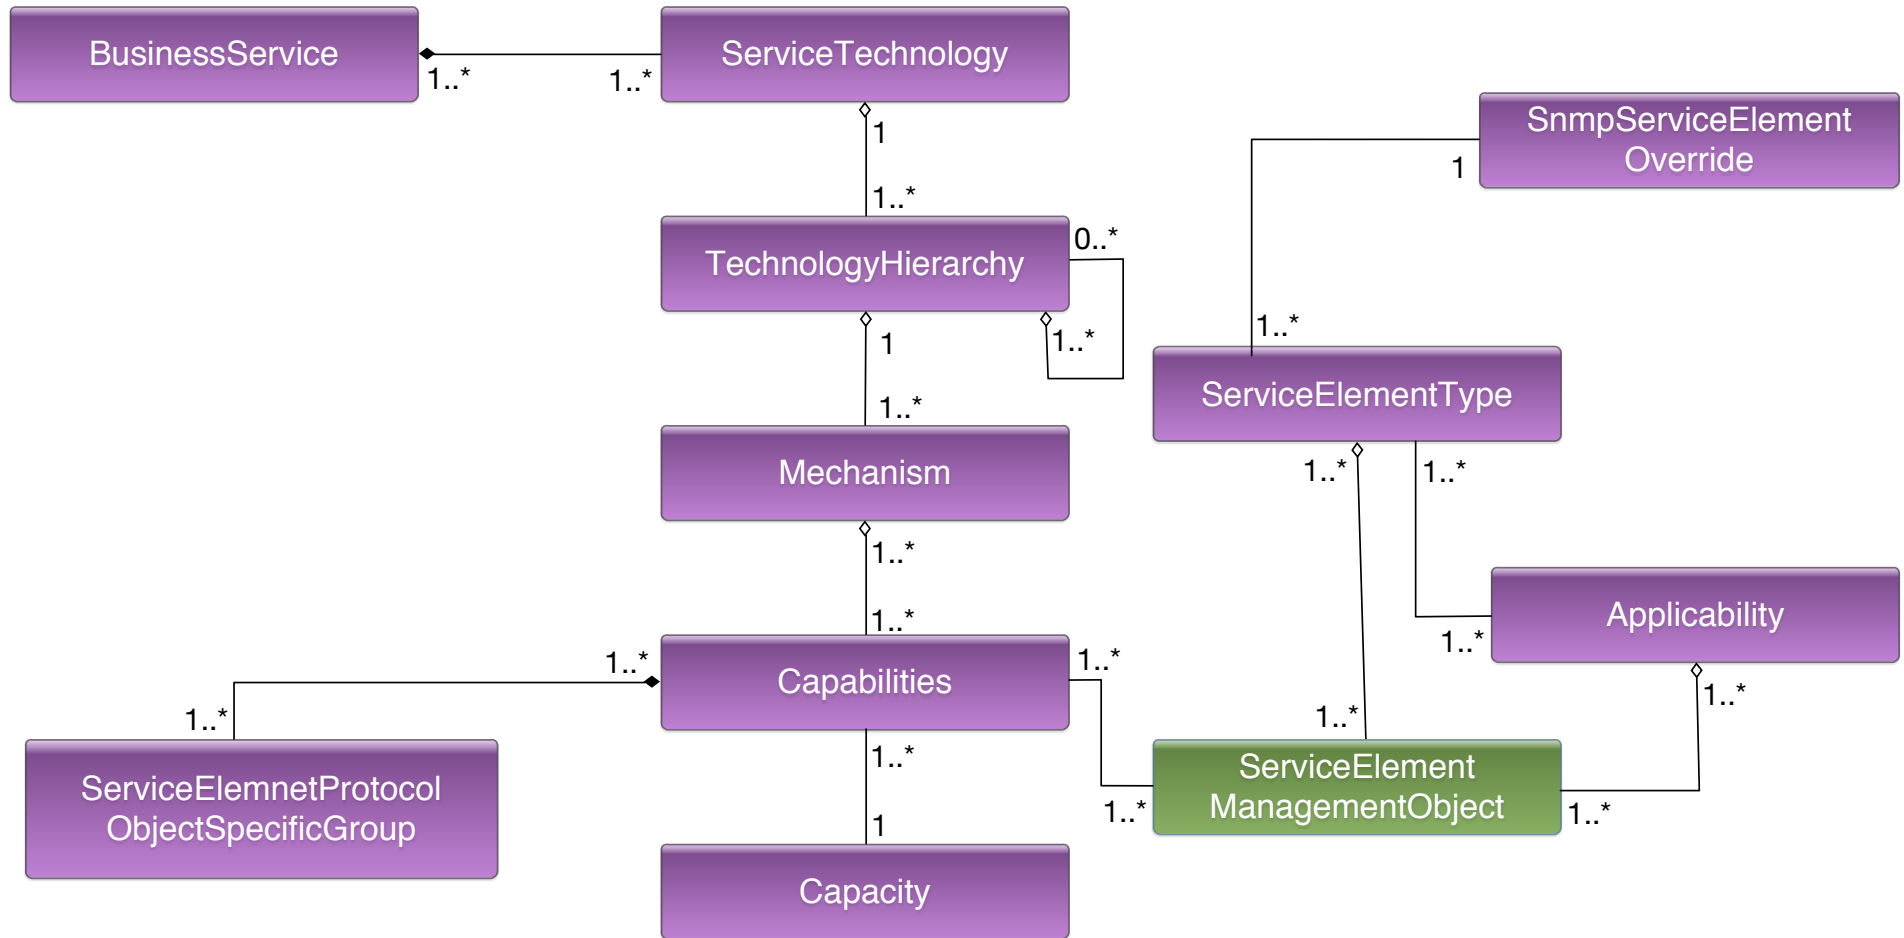 BusinessService
1..*
1..*
ServiceTechnology
1
1..*
SnmpServiceElement
Override
1
1..*
TechnologyHierarchy
0..*
1..*
1
1..*
ServiceElementType
1..*
1..*
Mechanism
1..*
1..*
Applicability
1..*
1..*
Capabilities
1..*
1..*
1..*
1..*
ServiceElemnetProtocol
ObjectSpecificGroup
1..*
1
ServiceElement
ManagementObject
1..*
1..*
1..*
Capacity